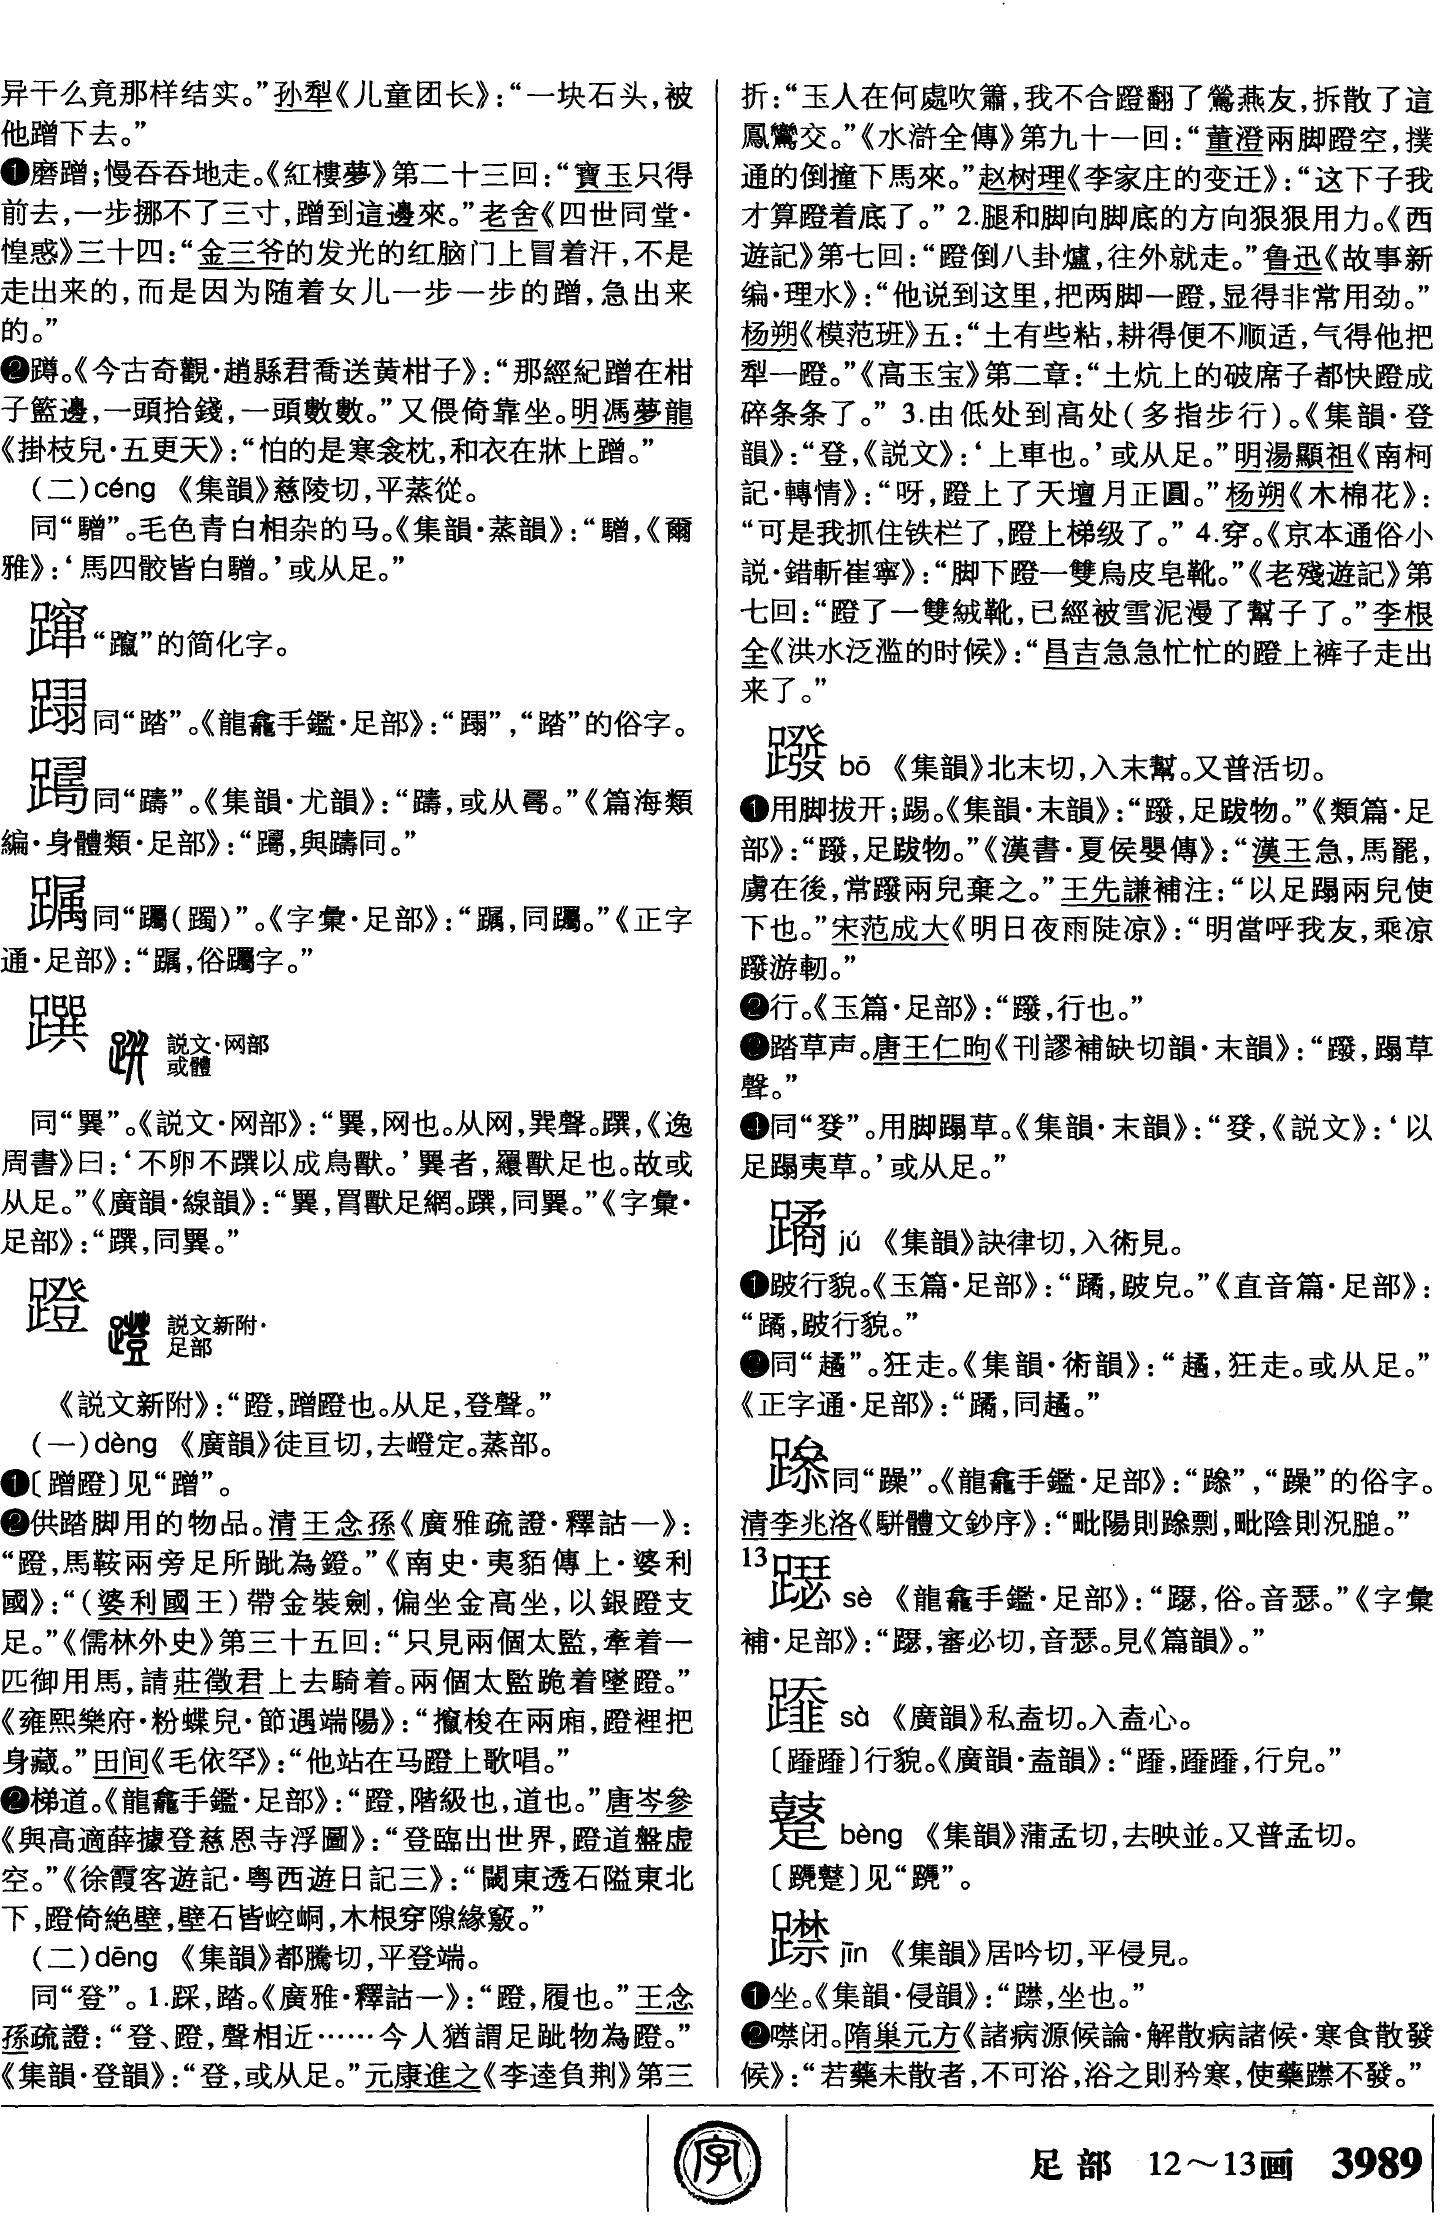 异干么竟那样结实。”孙犁《儿童团长》：“一块石头，被
他蹭下去。”
❶磨蹭；慢吞吞地走。《紅樓夢》第二十三回：“寶玉只得
前去，一步挪不了三寸，蹭到這邊來。”老舍《四世同堂·
惶惑》三十四：“金三爷的发光的红脑门上冒着汗，不是
走出来的，而是因为随着女儿一步一步的蹭，急出来
的。”
❷蹲。《今古奇觀·趙縣君喬送黄柑子》：“那經紀蹭在柑
子籃邊，一頭拾錢，一頭數數。”又偎倚靠坐。明馮夢龍
《掛枝兒·五更天》：“怕的是寒衾枕，和衣在牀上蹭。”
（二）céng 《集韻》慈陵切，平蒸從。
同“驓”。毛色青白相杂的马。《集韻·蒸韻》：“驓，《爾
雅》：‘馬四骹皆白驓。’或从足。”
蹿 “躥”的简化字。
蹋 同“踏”。《龍龕手鑑·足部》：“蹋”，“踏”的俗字。
同“躊”。《集韻·尤韻》：“躊，或从。”《篇海類
編·身體類·足部》：“，與躊同。”
𨇠 同“躅（躅）”。《字彙·足部》：“，同。”《正字
通·足部》：“，俗字。”
蹼 説文·网部
或體
同“”。《説文·网部》：“，网也。从网，巽聲。，《逸
周書》曰：‘不卵不以成鳥獸。’者，獸足也。故或
从足。”《廣韻·線韻》：“，罥獸足網。，同。”《字彙·
足部》：“，同。”
蹬 説文新附·
足部
《説文新附》：“蹬，蹭蹬也。从足，登聲。”
（一）dèng 《廣韻》徒亘切，去嶝定。蒸部。
❶〔蹭蹬〕见“蹭”。
❷供踏脚用的物品。清王念孫《廣雅疏證·釋詁一》：
“蹬，馬鞍兩旁足所跐為鐙。”《南史·夷貊傳上·婆利
國》：“（婆利國王）帶金裝劍，偏坐金高坐，以銀蹬支
足。”《儒林外史》第三十五回：“只見兩個太監，牽着一
匹御用馬，請莊徵君上去騎着。兩個太監跪着墜蹬。”
《雍熙樂府·粉蝶兒·節遇端陽》：“攛梭在兩廂，蹬裡把
身藏。”田间《毛依罕》：“他站在马蹬上歌唱。”
❷梯道。《龍龕手鑑·足部》：“蹬，階級也，道也。”唐岑參
《與高適薛據登慈恩寺浮圖》：“登臨出世界，蹬道盤虚
空。”《徐霞客遊記·粤西遊日記三》：“閾東透石隘東北
下，蹬倚絶壁，壁石皆崆峒，木根穿隙緣竅。”
（二）dēng 《集韻》都騰切，平登端。
同“登”。1.踩，踏。《廣雅·釋詁一》：“蹬，履也。”王念
孫疏證：“登、蹬，聲相近……今人猶謂足跐物為蹬。”
《集韻·登韻》：“登，或从足。”元康進之《李逵負荆》第三
折：“玉人在何處吹簫，我不合蹬翻了鶯燕友，拆散了這
鳳鸞交。”《水滸全傳》第九十一回：“董澄兩脚蹬空，撲
通的倒撞下馬來。”赵树理《李家庄的变迁》：“这下子我
才算蹬着底了。” 2.腿和脚向脚底的方向狠狠用力。《西
遊記》第七回：“蹬倒八卦爐，往外就走。”鲁迅《故事新
编·理水》：“他说到这里，把两脚一蹬，显得非常用劲。”
杨朔《模范班》五：“土有些粘，耕得便不顺适，气得他把
犁一蹬。”《高玉宝》第二章：“土炕上的破席子都快蹬成
碎条条了。” 3.由低处到高处（多指步行）。《集韻·登
韻》：“登，《説文》：‘上車也。’或从足。”明湯顯祖《南柯
記·轉情》：“呀，蹬上了天壇月正圓。”杨朔《木棉花》：
“可是我抓住铁栏了，蹬上梯级了。” 4.穿。《京本通俗小
説·錯斬崔寧》：“脚下蹬一雙烏皮皂靴。”《老殘遊記》第
七回：“蹬了一雙絨靴，已經被雪泥漫了幫子了。”李根
全《洪水泛滥的时候》：“昌吉急急忙忙的蹬上裤子走出
来了。”
蹳 bō 《集韻》北末切，入末幫。又普活切。
❶用脚拔开；踢。《集韻·末韻》：“蹳，足跋物。”《類篇·足
部》：“蹳，足跋物。”《漢書·夏侯嬰傳》：“漢王急，馬罷，
虜在後，常蹳兩兒棄之。”王先謙補注：“以足蹋兩兒使
下也。”宋范成大《明日夜雨陡凉》：“明當呼我友，乘凉
蹳游軔。”
❷行。《玉篇·足部》：“蹳，行也。”
❸踏草声。唐王仁昫《刊謬補缺切韻·末韻》：“蹳，蹋草
聲。”
❹同“癹”。用脚蹋草。《集韻·末韻》：“癹，《説文》：‘以
足蹋夷草。’或从足。”
蹫 jú 《集韻》訣律切，入術見。
❶跛行貌。《玉篇·足部》：“蹫，跛皃。”《直音篇·足部》：
“蹫，跛行貌。”
❷同“趫”。狂走。《集韻·術韻》：“，狂走。或从足。”
《正字通·足部》：“蹫，同。”
同“躁”。《龍龕手鑑·足部》：“”，“躁”的俗字。
清李兆洛《駢體文鈔序》：“毗陽則剽，毗陰則況膇。”
13
sè 《龍龕手鑑·足部》：“，俗。音瑟。”《字彙
補·足部》：“，審必切，音瑟。見《篇韻》。”
sà 《廣韻》私盍切。入盍心。
〔〕行貌。《廣韻·盍韻》：“，，行皃。”
bèng 《集韻》蒲孟切，去映並。又普孟切。
〔〕见“”。
jīn 《集韻》居吟切，平侵見。
❶坐。《集韻·侵韻》：“，坐也。”
❷噤闭。隋巢元方《諸病源候論·解散病諸候·寒食散發
候》：“若藥未散者，不可浴，浴之則矜寒，使藥不發。”
字
足部 12～13画 3989